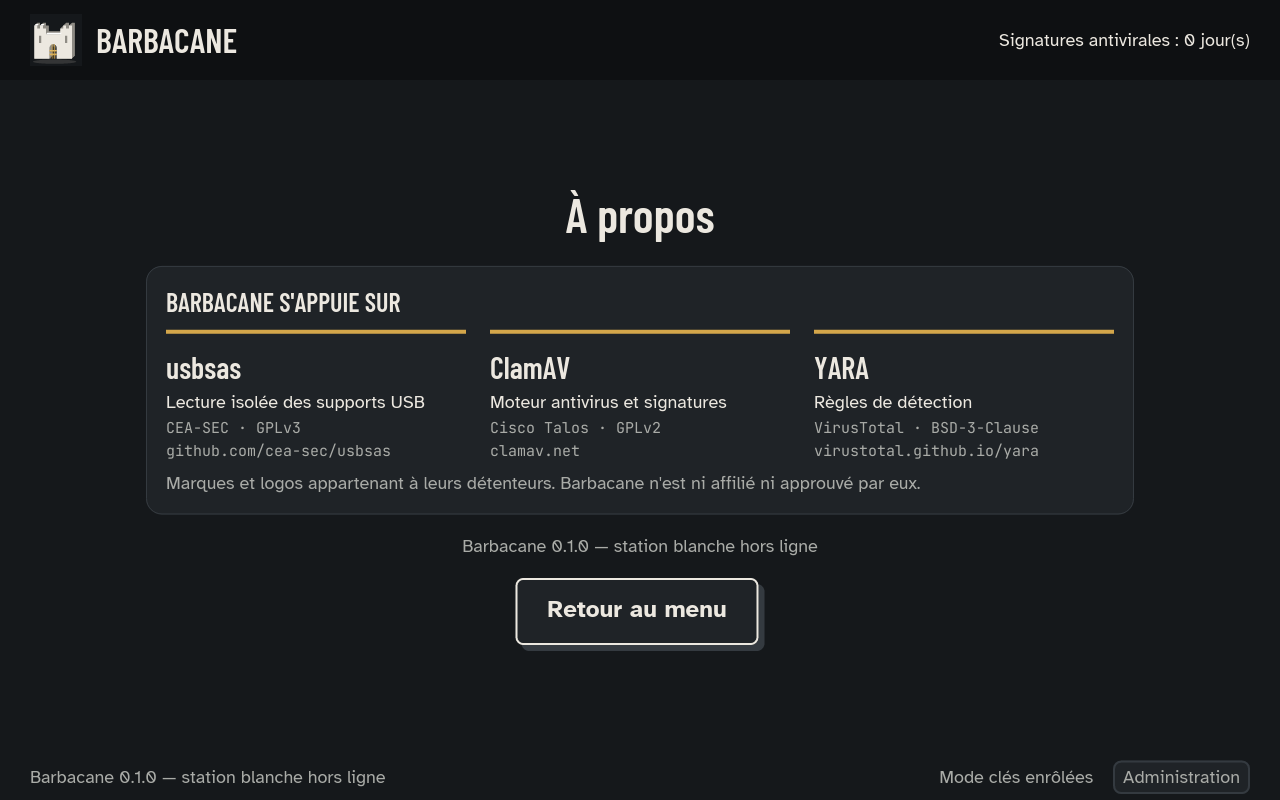 BARBACANE
Signatures antivirales : 0 jour(s)
À propos
BARBACANE S'APPUIE SUR
usbsas
Lecture isolée des supports USB
CEA-SEC · GPLv3
github.com/cea-sec/usbsas
ClamAV
Moteur antivirus et signatures
Cisco Talos · GPLv2
clamav.net
YARA
Règles de détection
VirusTotal · BSD-3-Clause
virustotal.github.io/yara
Marques et logos appartenant à leurs détenteurs. Barbacane n'est ni affilié ni approuvé par eux.
Barbacane 0.1.0 — station blanche hors ligne
Retour au menu
Barbacane 0.1.0 — station blanche hors ligne
Mode clés enrôlées
Administration